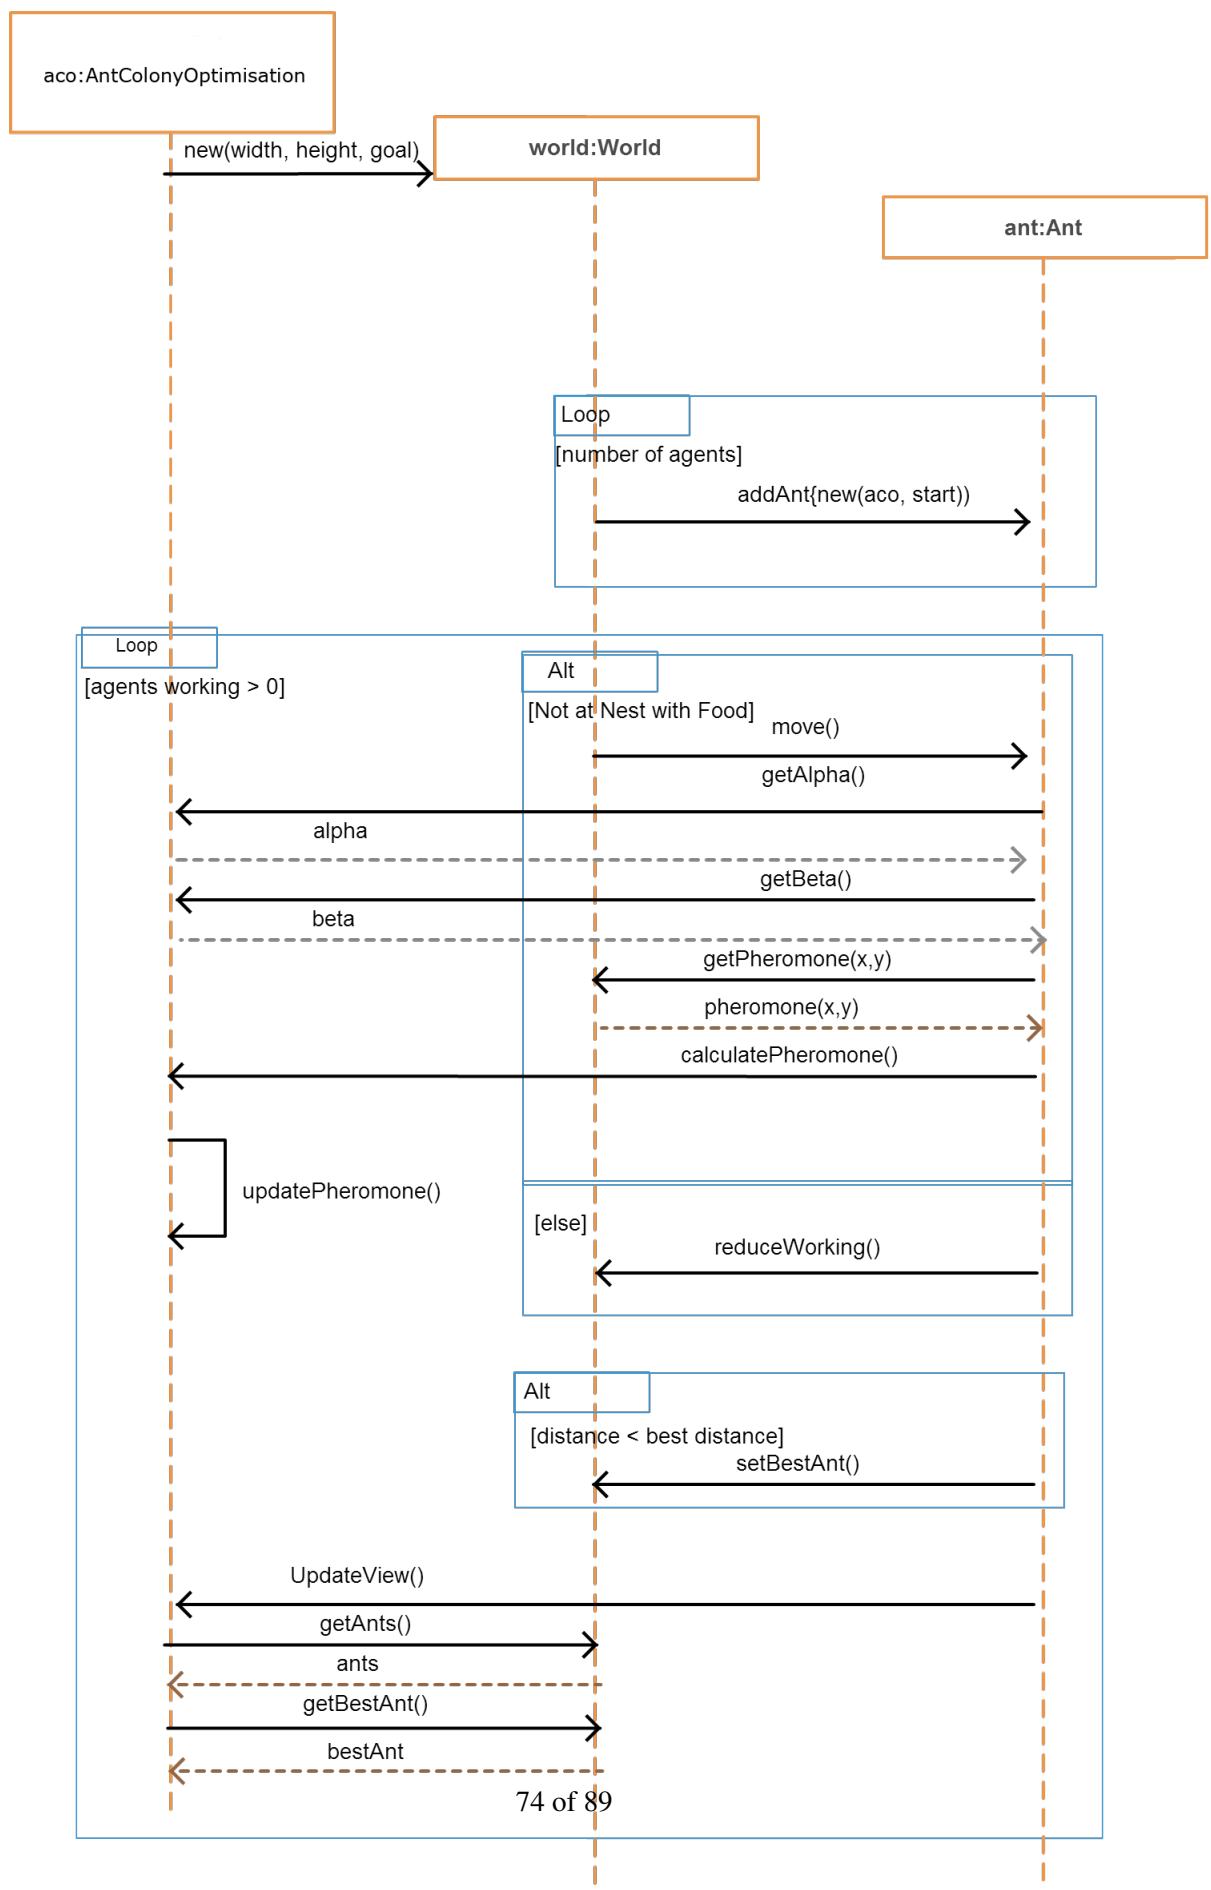 aco:AntColonyOptimisation
new(width, height, goal)
world:World
ant:Ant
Loop
[number of agents]
addAnt{new(aco, start))
Loop
[agents working > 0]
Alt
[Not at Nest with Food]
move()
getAlpha()
alpha
getBeta()
beta
getPheromone(x,y)
pheromone(x,y)
calculatePheromone()
updatePheromone()
[else]
reduceWorking()
Alt
[distance < best distance]
setBestAnt()
UpdateView()
getAnts()
ants
getBestAnt()
bestAnt
74 of 89